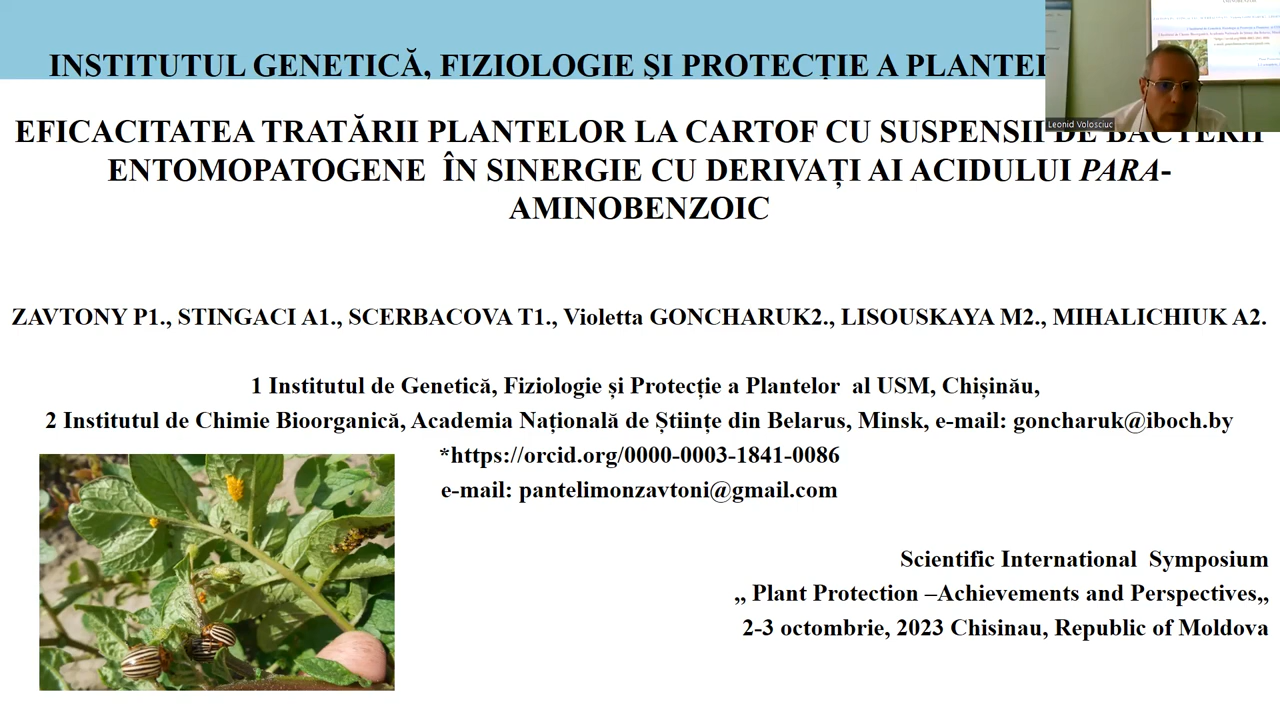 INSTITUTUL GENETICĂ, FIZIOLOGIE ȘI PROTECȚIE A
Leonid Volosciuc
EFICACITATEA TRATĂRII PLANTELOR LA CARTOF CU SUSPENSII DE BACTERII
ENTOMOPATOGENE ÎN SINERGIE CU DERIVAȚI AI ACIDULUI PARA-
AMINOBENZOIC
ZAVTONY P1., STINGACI A1., SCERBACOVA T1., Violetta GONCHARUK2., LISOUSKAYA M2., MIHALICHIUK A2.
1 Institutul de Genetică, Fiziologie și Protecție a Plantelor al USM, Chișinău,
2 Institutul de Chimie Bioorganică, Academia Națională de Științe din Belarus, Minsk, e-mail: goncharuk@iboch.by
*https://orcid.org/0000-0003-1841-0086
e-mail: pantelimonzavtoni@gmail.com
Scientific International Symposium
,, Plant Protection –Achievements and Perspectives,,
2-3 octombrie, 2023 Chisinau, Republic of Moldova